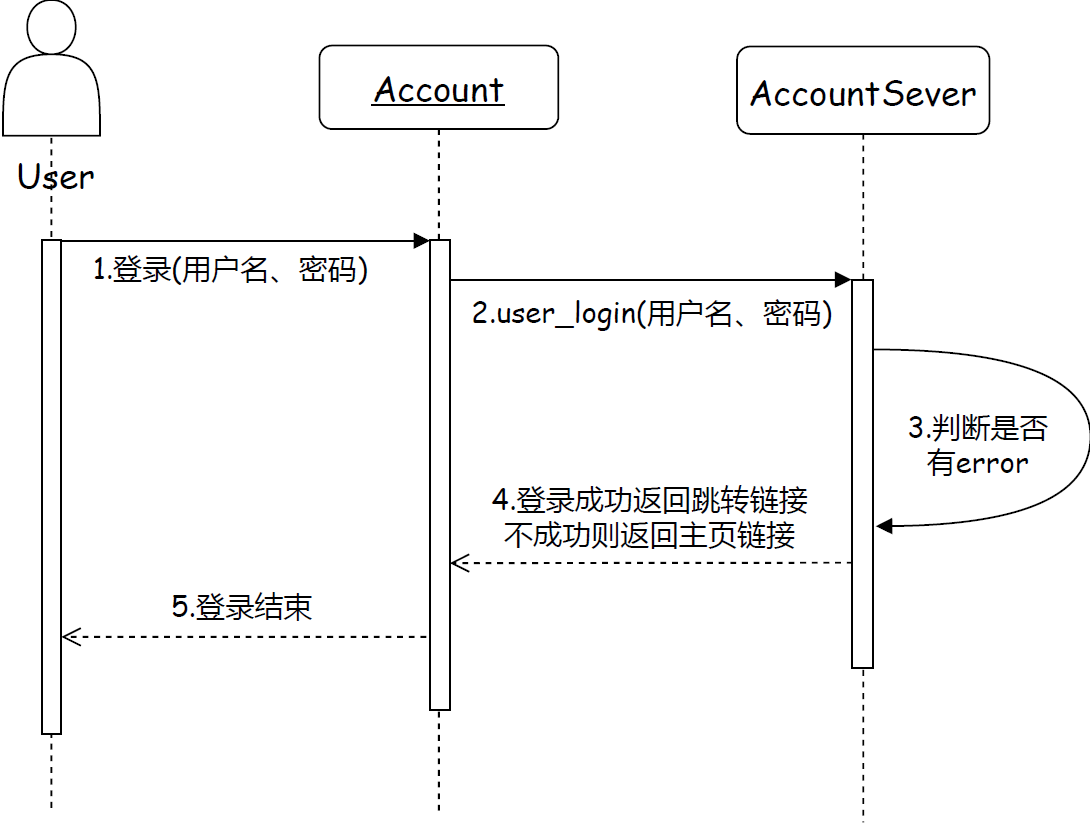 Account
AccountSever
User
1.登录(用户名、密码)
2.user_login(用户名、密码)
3.判断是否
有error
4.登录成功返回跳转链接
不成功则返回主页链接
5.登录结束